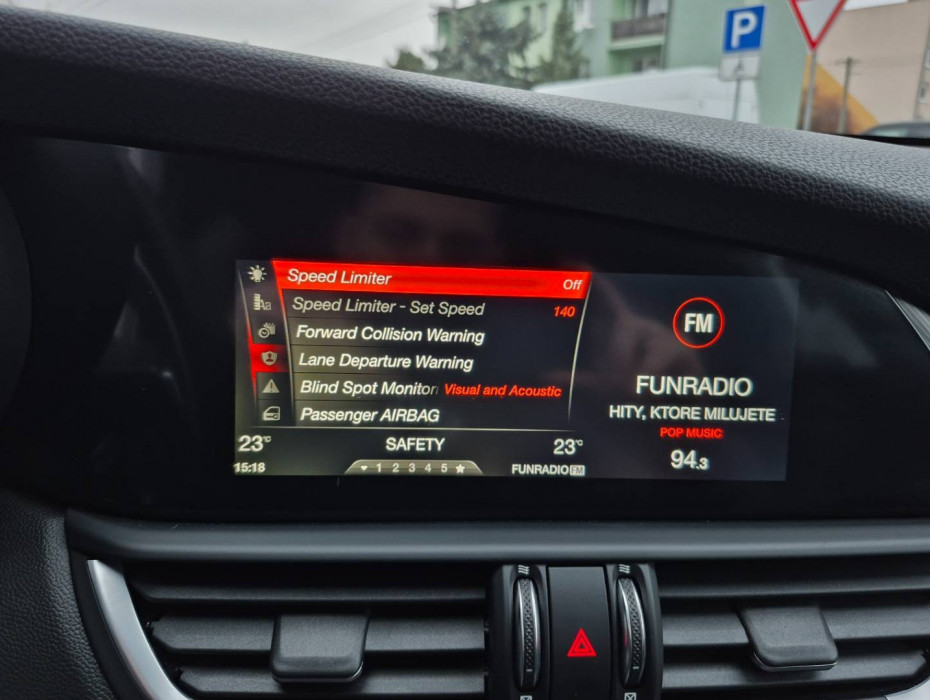 P
Speed Limiter Off
Speed Limiter - Set Speed 140
Forward Collision Warning
Lane Departure Warning
Blind Spot Monitor Visual and Acoustic
Passenger AIRBAG
23°C SAFETY 23°C
15:18 1 2 3 4 5 FUNRADIO FM
FM
FUNRADIO
HITY, KTORE MILUJETE
POP MUSIC
94.3